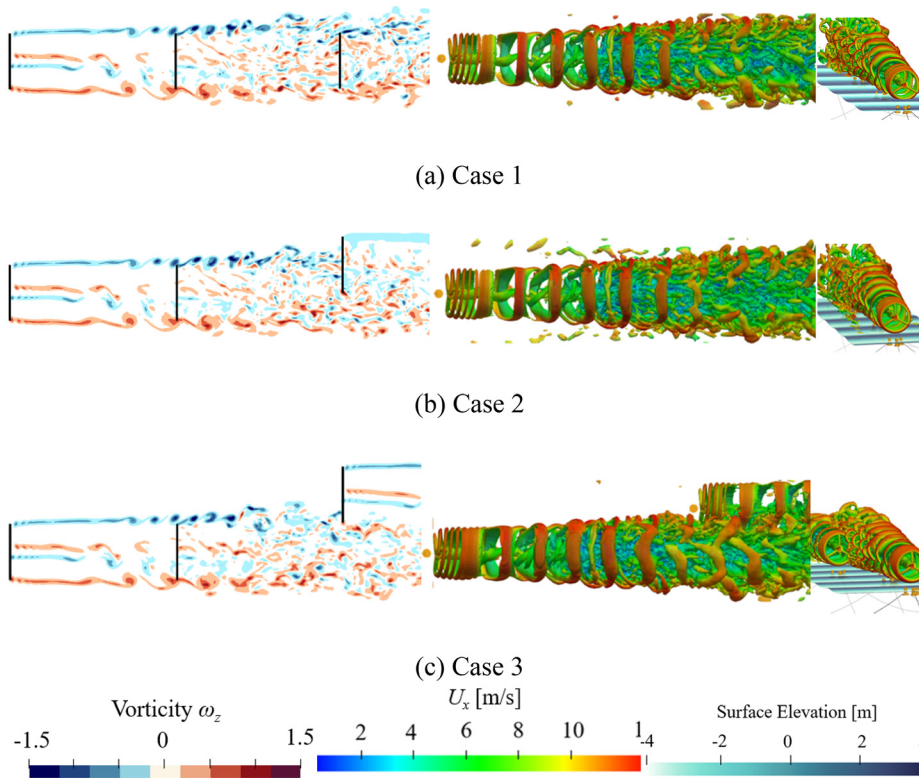 (a) Case 1
(b) Case 2
(c) Case 3
Vorticity ωz
-1.5 0 1.5
Ux [m/s]
2 4 6 8 10 1
Surface Elevation [m]
-4 -2 0 2